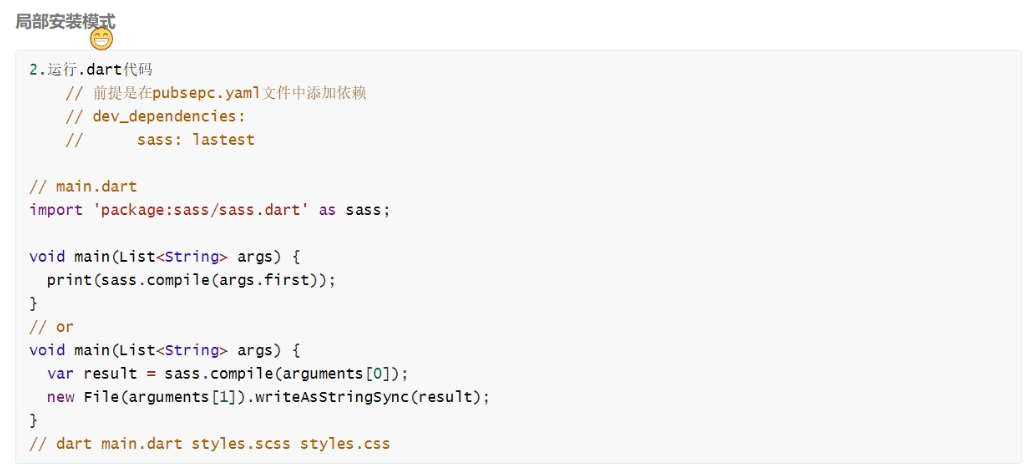 局部安装模式
2.运行.dart代码
    // 前提是在pubsepc.yaml文件中添加依赖
    // dev_dependencies:
    //      sass: lastest
// main.dart
import 'package:sass/sass.dart' as sass;
void main(List<String> args) {
  print(sass.compile(args.first));
}
// or
void main(List<String> args) {
  var result = sass.compile(arguments[0]);
  new File(arguments[1]).writeAsStringSync(result);
}
// dart main.dart styles.scss styles.css